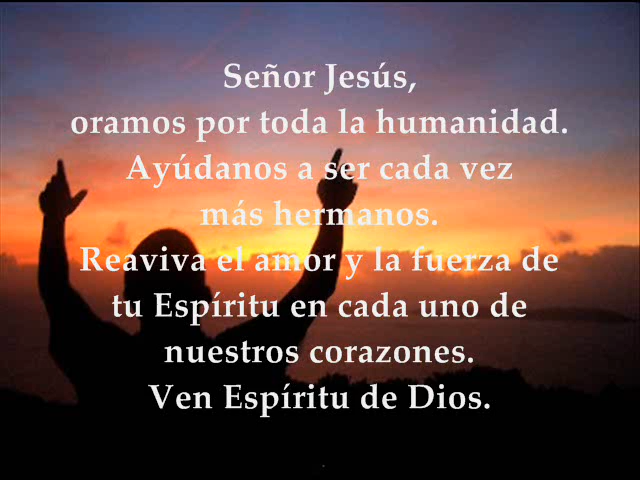 Señor Jesús,
oramos por toda la humanidad.
Ayúdanos a ser cada vez
más hermanos.
Reaviva el amor y la fuerza de
tu Espíritu en cada uno de
nuestros corazones.
Ven Espíritu de Dios.